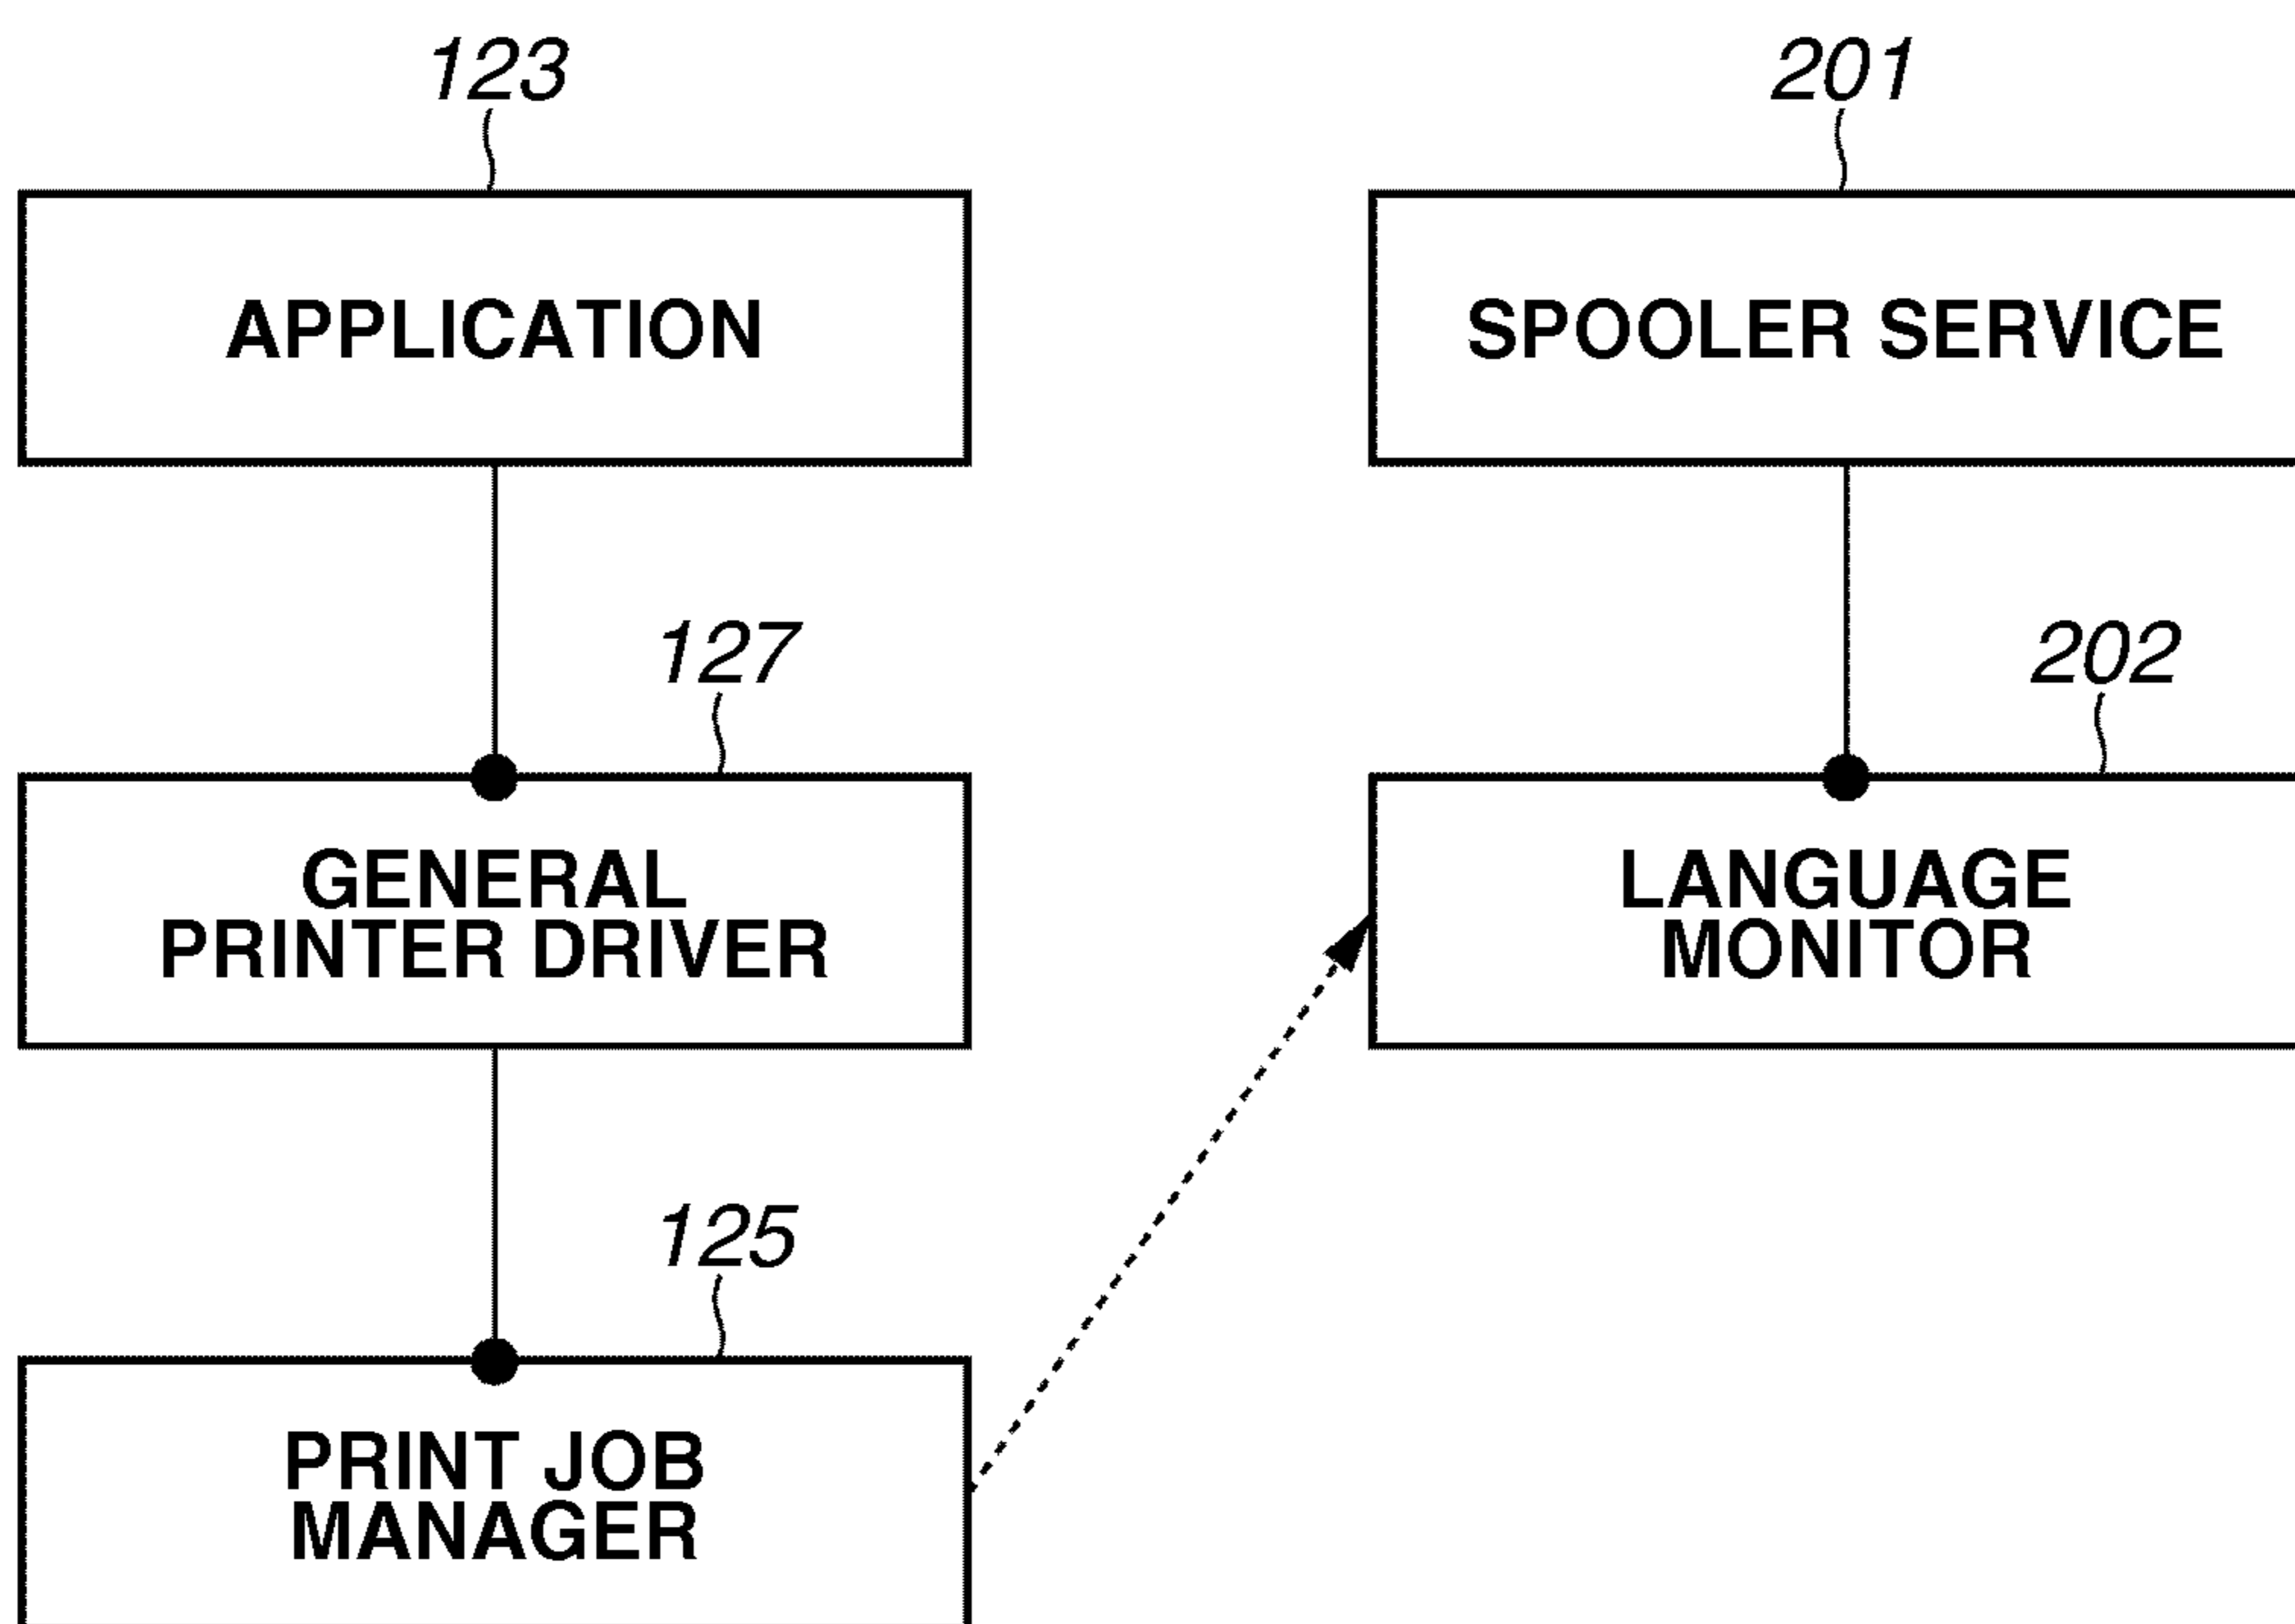 123
APPLICATION
201
SPOOLER SERVICE
127
GENERAL
PRINTER DRIVER
202
LANGUAGE
MONITOR
125
PRINT JOB
MANAGER